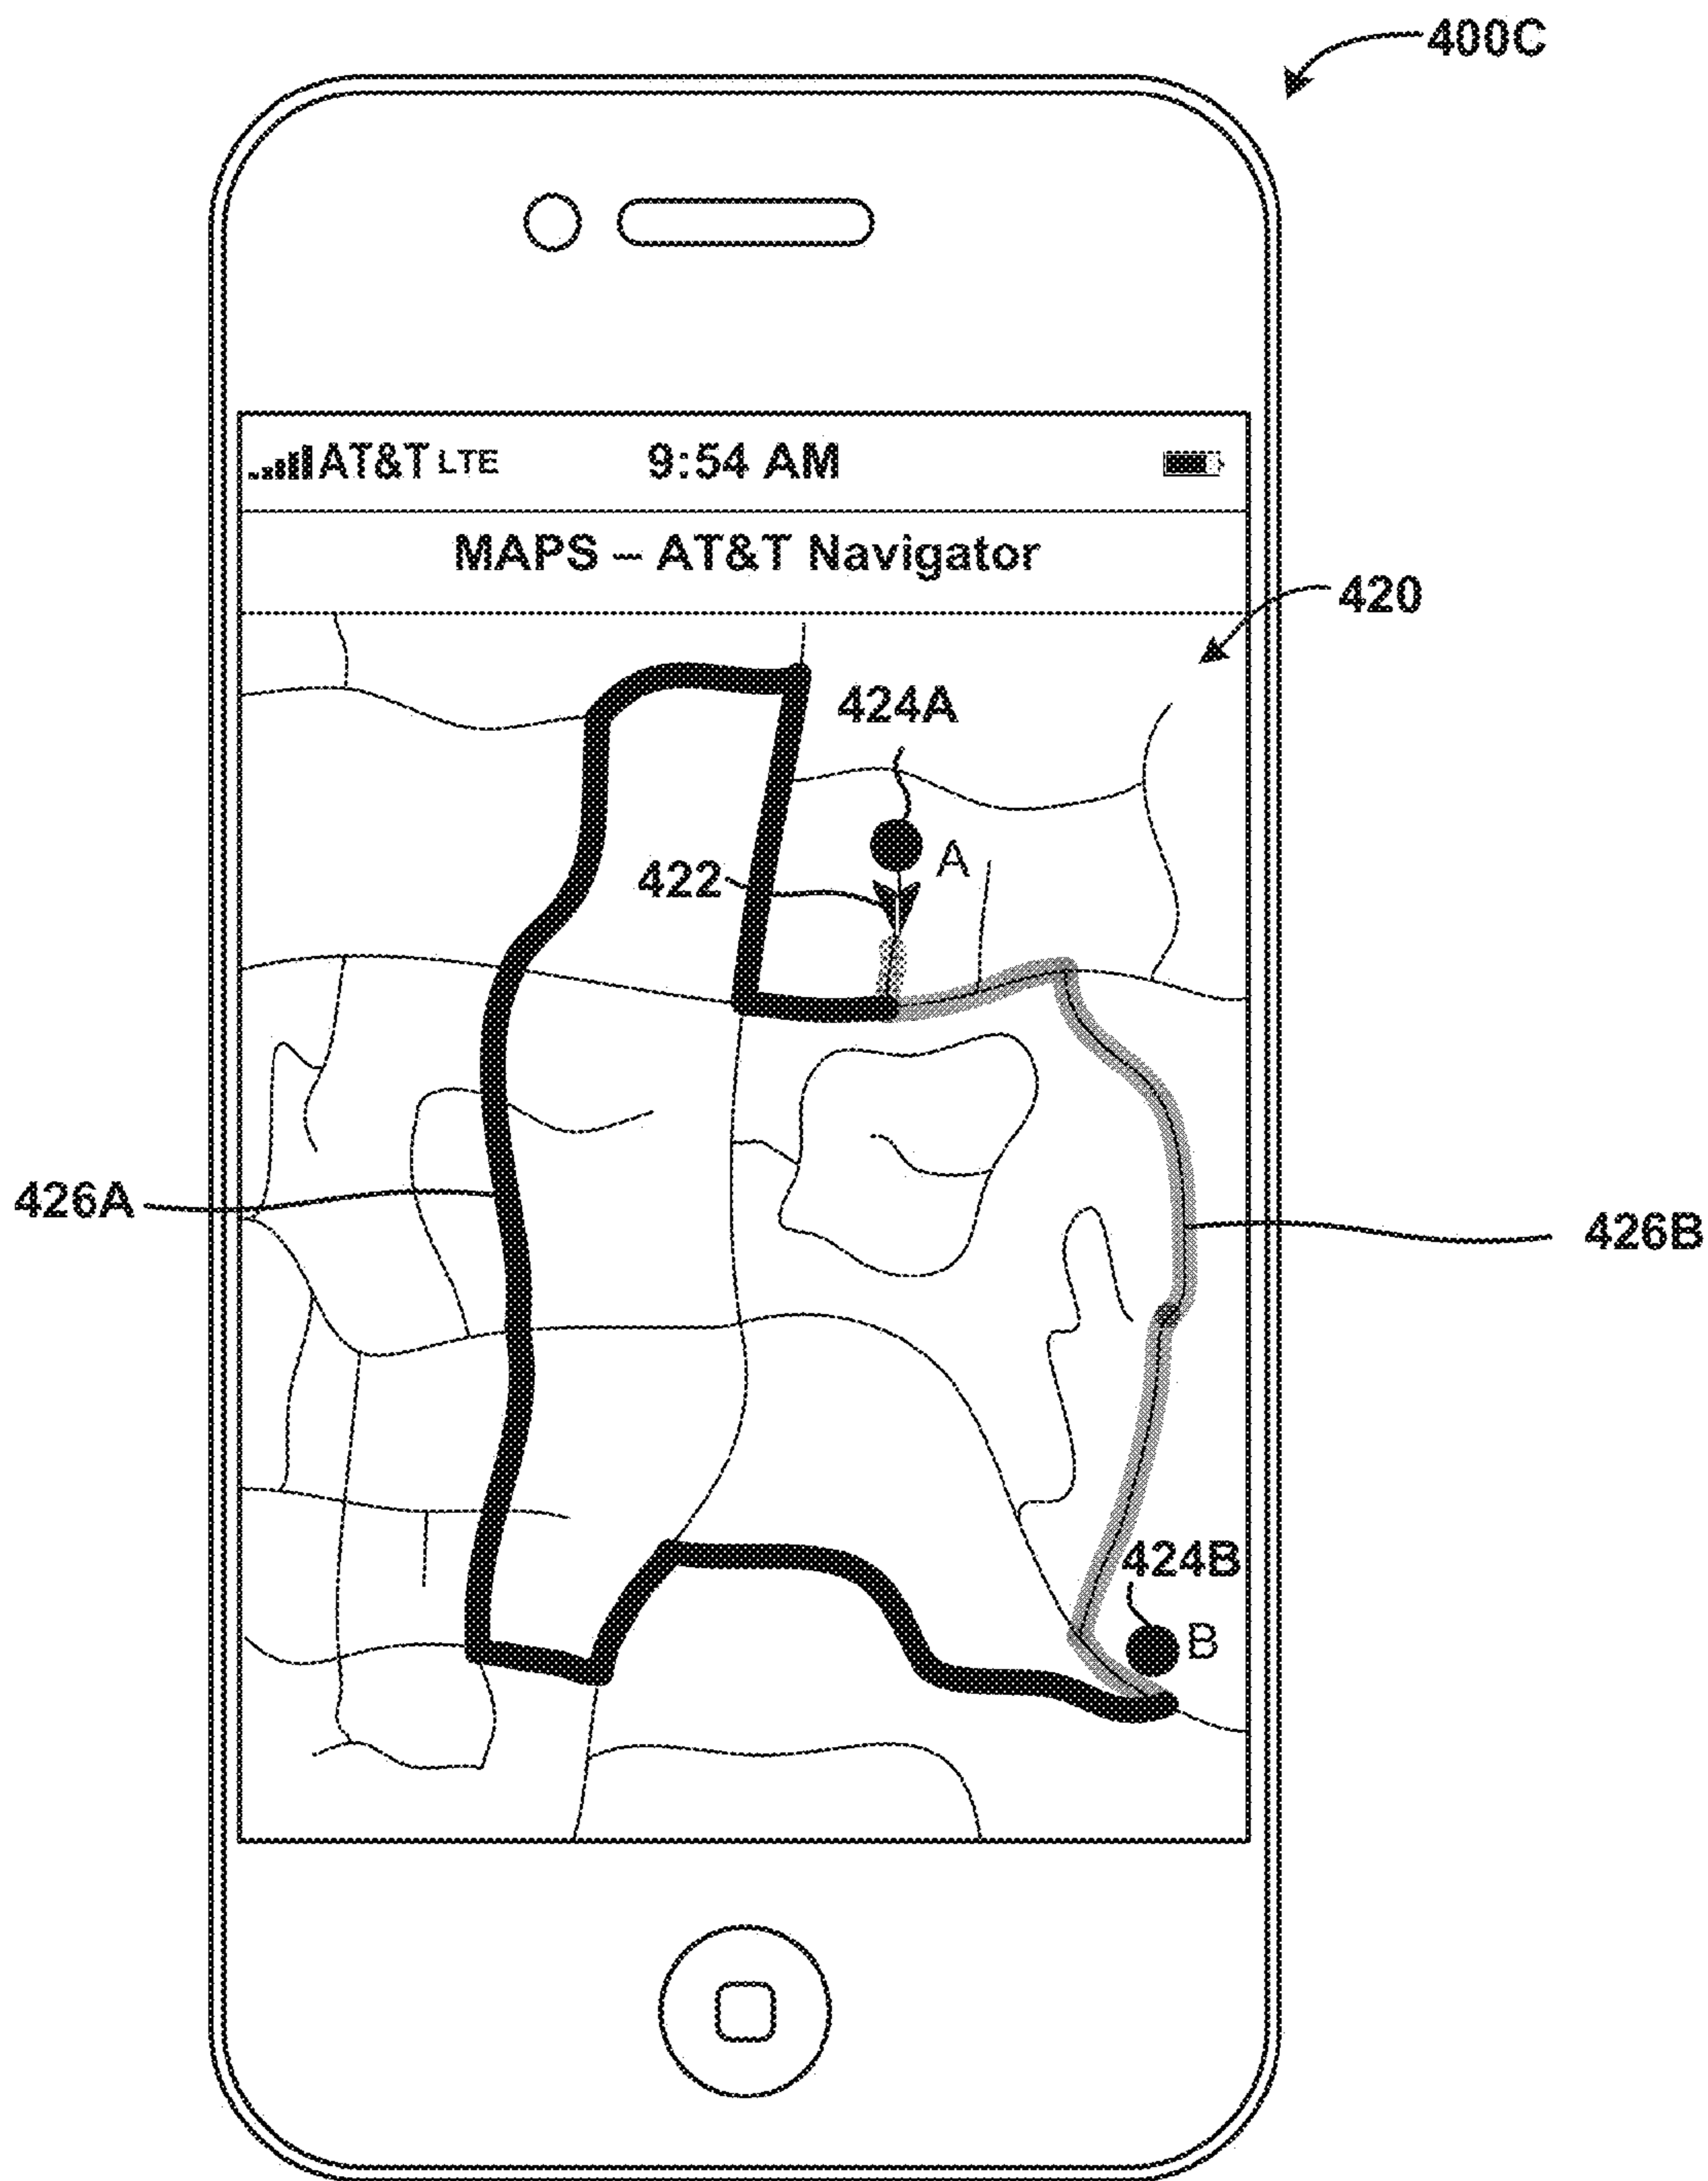 400C
AT&T LTE 9:54 AM
MAPS – AT&T Navigator
420
424A
A
422
426A
426B
424B
B